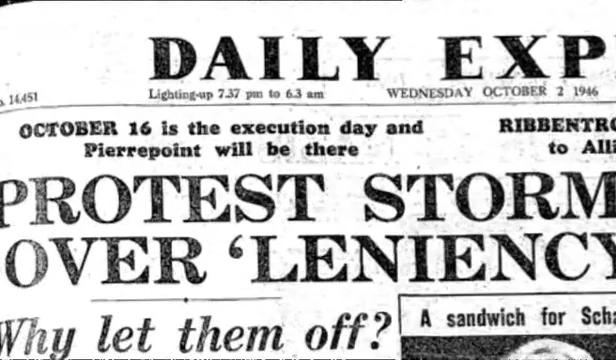 DAILY EXP
o. 14,451 Lighting-up 7.37 pm to 6.3 am WEDNESDAY OCTOBER 2 1946
OCTOBER 16 is the execution day and
Pierrepoint will be there
RIBBENTRO
to Alli
PROTEST STORM
OVER ‘LENIENCY
Why let them off?
A sandwich for Scha